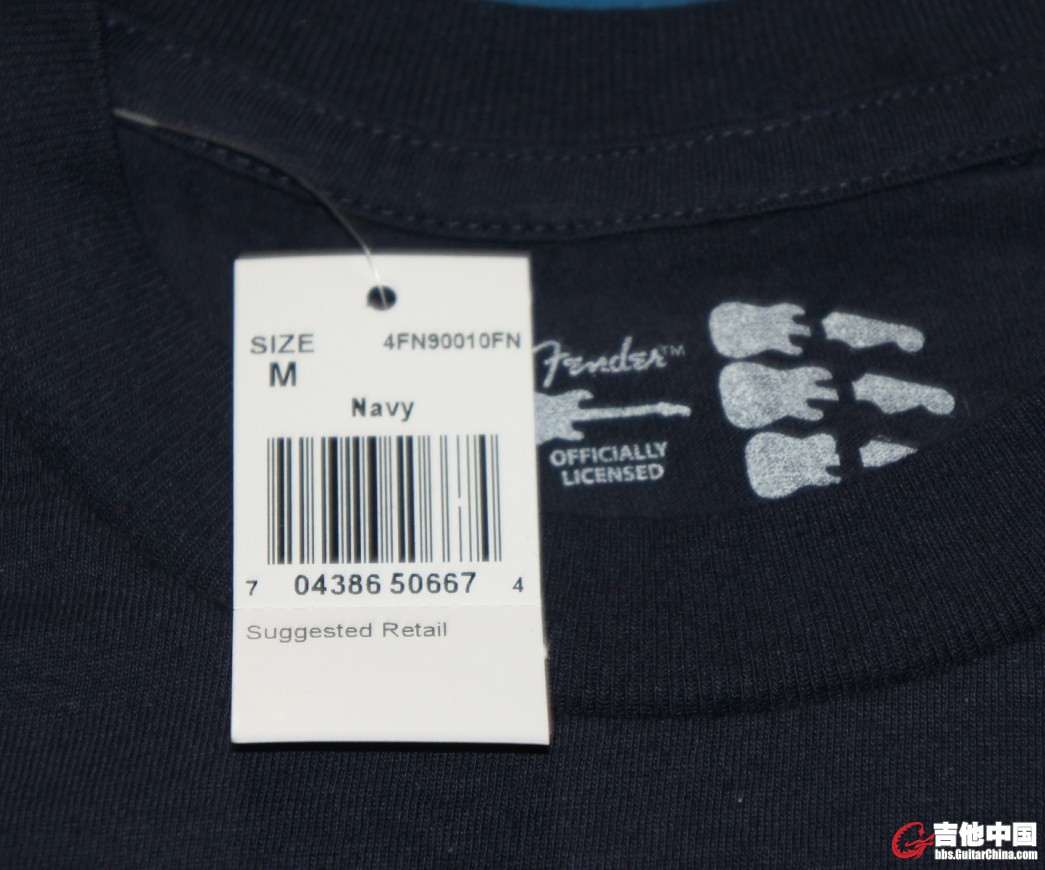 SIZE 4FN90010FN
M
Navy
7 04386 50667 4
Suggested Retail
Fender™
OFFICIALLY
LICENSED
吉他中国
bbs.GuitarChina.com